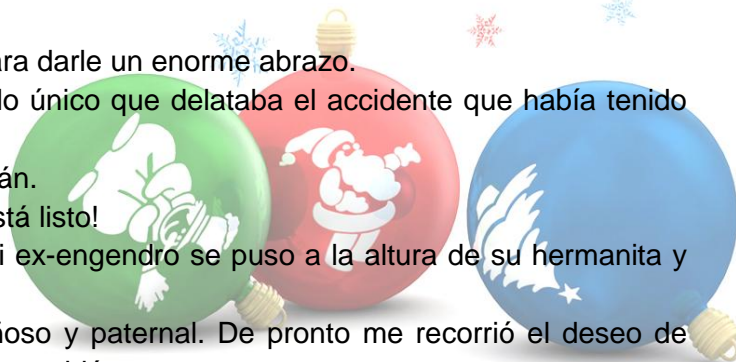 ara darle un enorme abrazo.
lo único que delataba el accidente que había tenido
án.
stá listo!
i ex-engendro se puso a la altura de su hermanita y
ñoso y paternal. De pronto me recorrió el deseo de